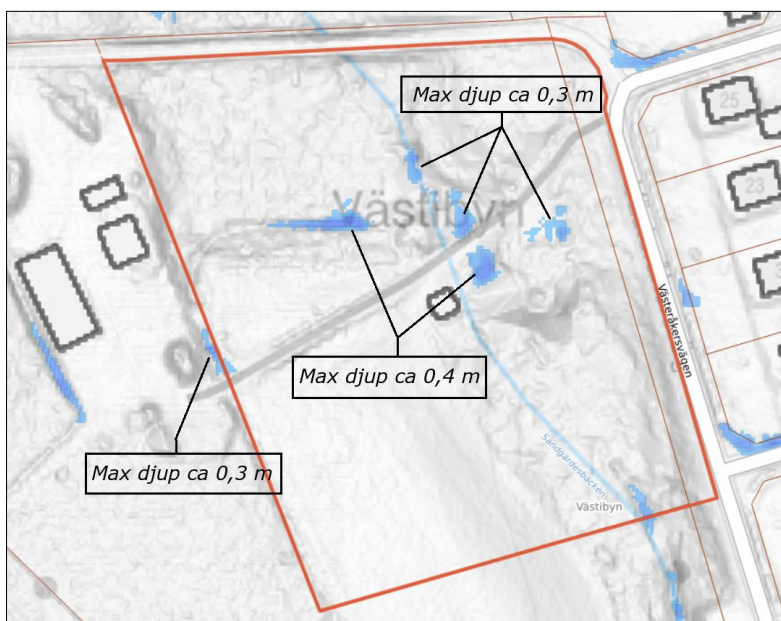 Max djup ca 0,3 m
25
23
Västibyn
Västeråkersvägen
Max djup ca 0,4 m
Max djup ca 0,3 m
Sandgärdesbäcken
Västibyn